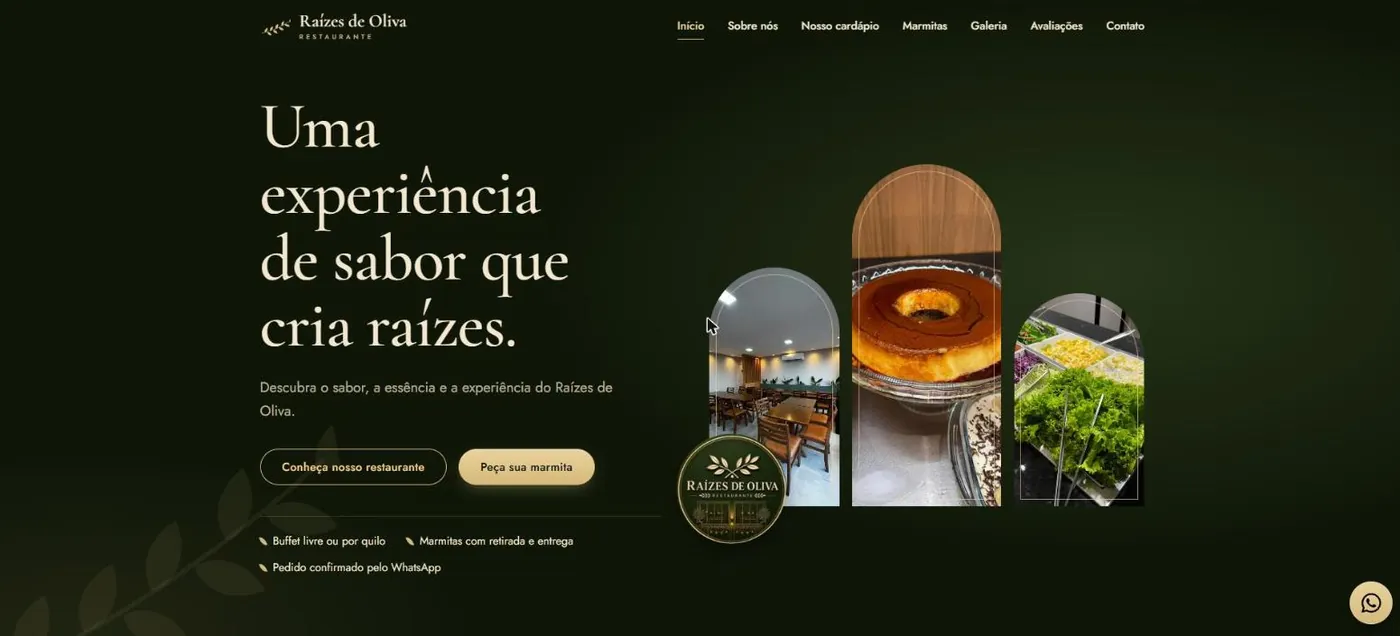 Raízes de Oliva
RESTAURANTE
Início
Sobre nós
Nosso cardápio
Marmitas
Galeria
Avaliações
Contato
Uma
experiência
de sabor que
cria raízes.
Descubra o sabor, a essência e a experiência do Raízes de
Oliva.
Conheça nosso restaurante
Peça sua marmita
Buffet livre ou por quilo
Marmitas com retirada e entrega
Pedido confirmado pelo WhatsApp
RAÍZES DE OLIVA
RESTAURANTE